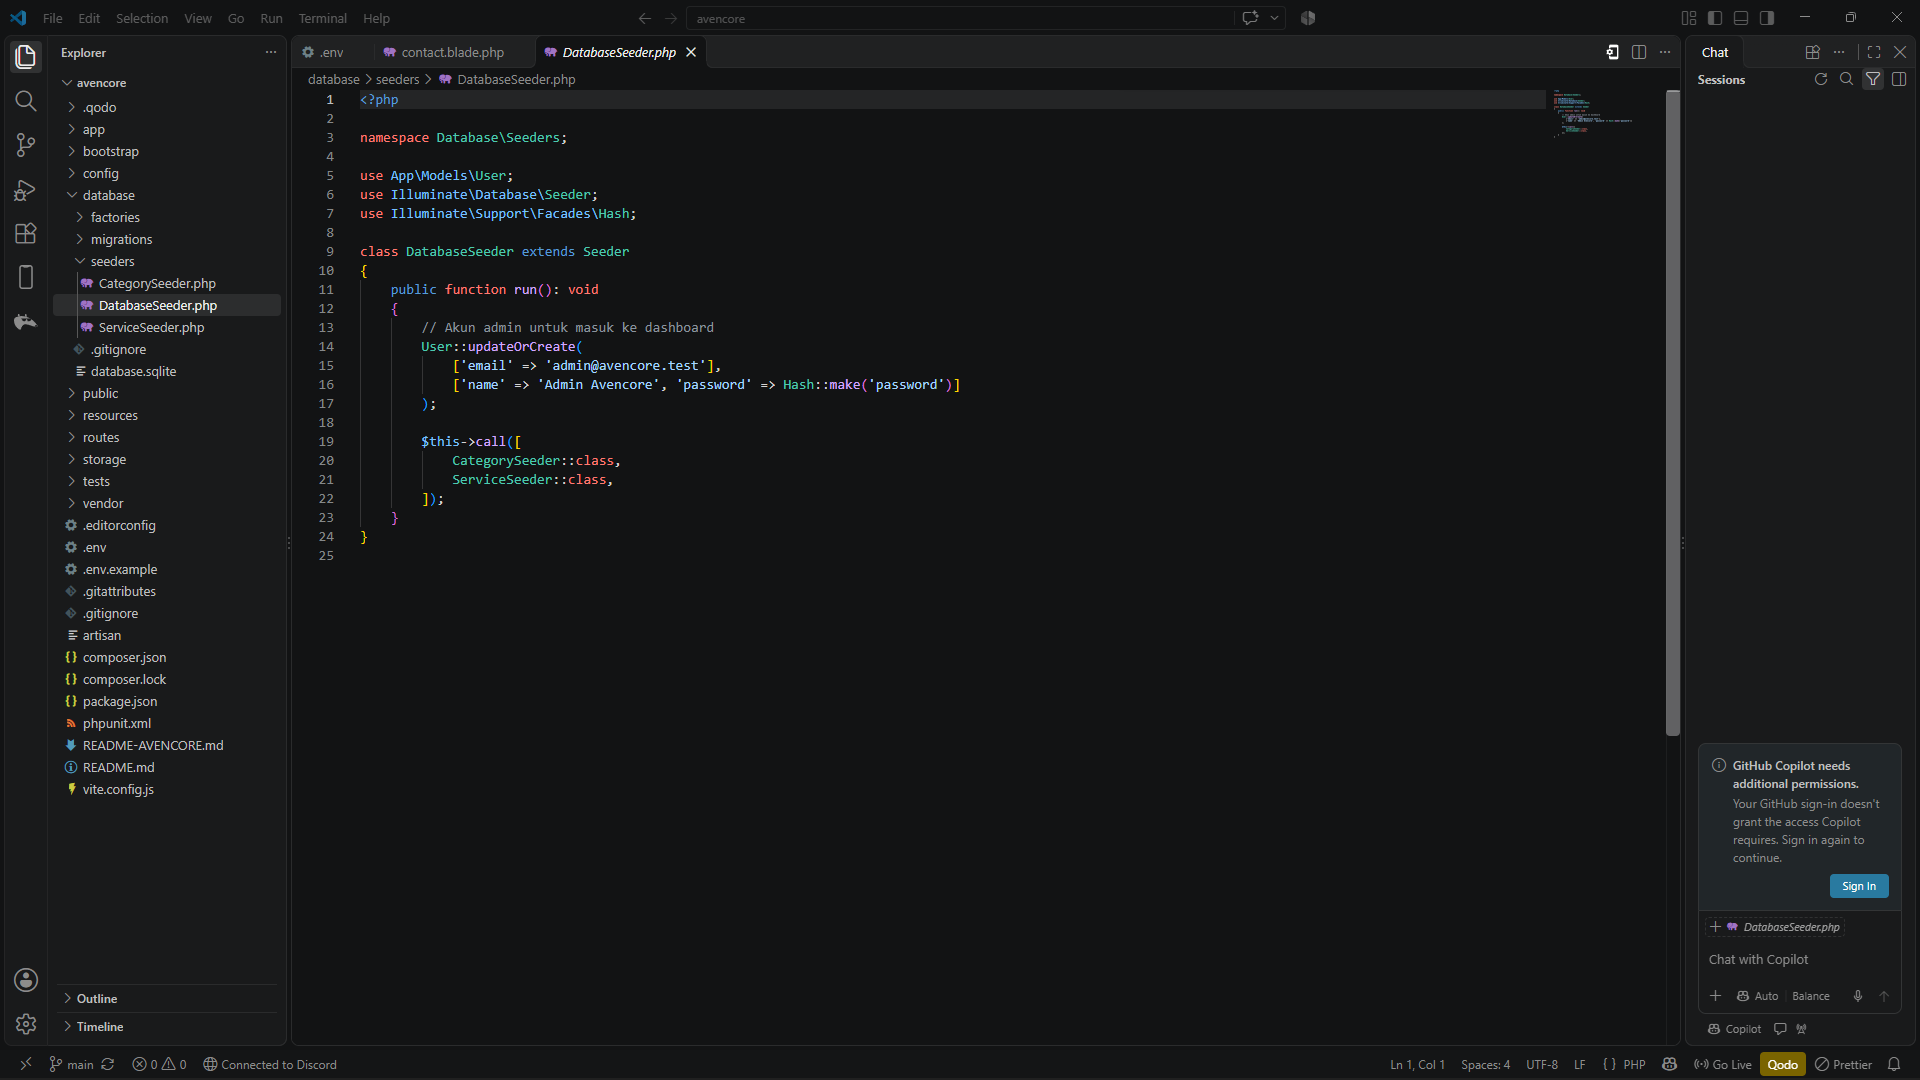 File Edit Selection View Go Run Terminal Help
avencore
Explorer
avencore
.qodo
app
bootstrap
config
database
factories
migrations
seeders
CategorySeeder.php
DatabaseSeeder.php
ServiceSeeder.php
.gitignore
database.sqlite
public
resources
routes
storage
tests
vendor
.editorconfig
.env
.env.example
.gitattributes
.gitignore
artisan
composer.json
composer.lock
package.json
phpunit.xml
README-AVENCORE.md
README.md
vite.config.js
Outline
Timeline
.env contact.blade.php DatabaseSeeder.php
database > seeders > DatabaseSeeder.php
1 <?php
2
3 namespace Database\Seeders;
4
5 use App\Models\User;
6 use Illuminate\Database\Seeder;
7 use Illuminate\Support\Facades\Hash;
8
9 class DatabaseSeeder extends Seeder
10 {
11     public function run(): void
12     {
13         // Akun admin untuk masuk ke dashboard
14         User::updateOrCreate(
15             ['email' => 'admin@avencore.test'],
16             ['name' => 'Admin Avencore', 'password' => Hash::make('password')]
17         );
18
19         $this->call([
20             CategorySeeder::class,
21             ServiceSeeder::class,
22         ]);
23     }
24 }
25
Chat
Sessions
GitHub Copilot needs
additional permissions.
Your GitHub sign-in doesn't
grant the access Copilot
requires. Sign in again to
continue.
Sign In
DatabaseSeeder.php
Chat with Copilot
Auto Balance
Copilot
main 0 0 Connected to Discord Ln 1, Col 1 Spaces: 4 UTF-8 LF { } PHP Go Live Qodo Prettier